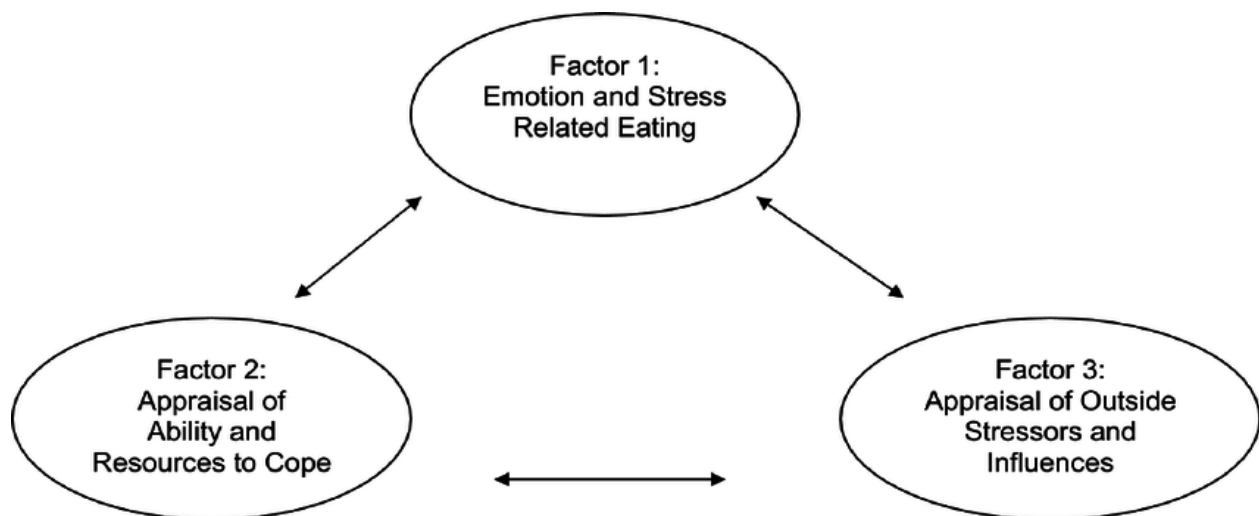 Factor 1:
Emotion and Stress
Related Eating
Factor 2:
Appraisal of
Ability and
Resources to Cope
Factor 3:
Appraisal of Outside
Stressors and
Influences